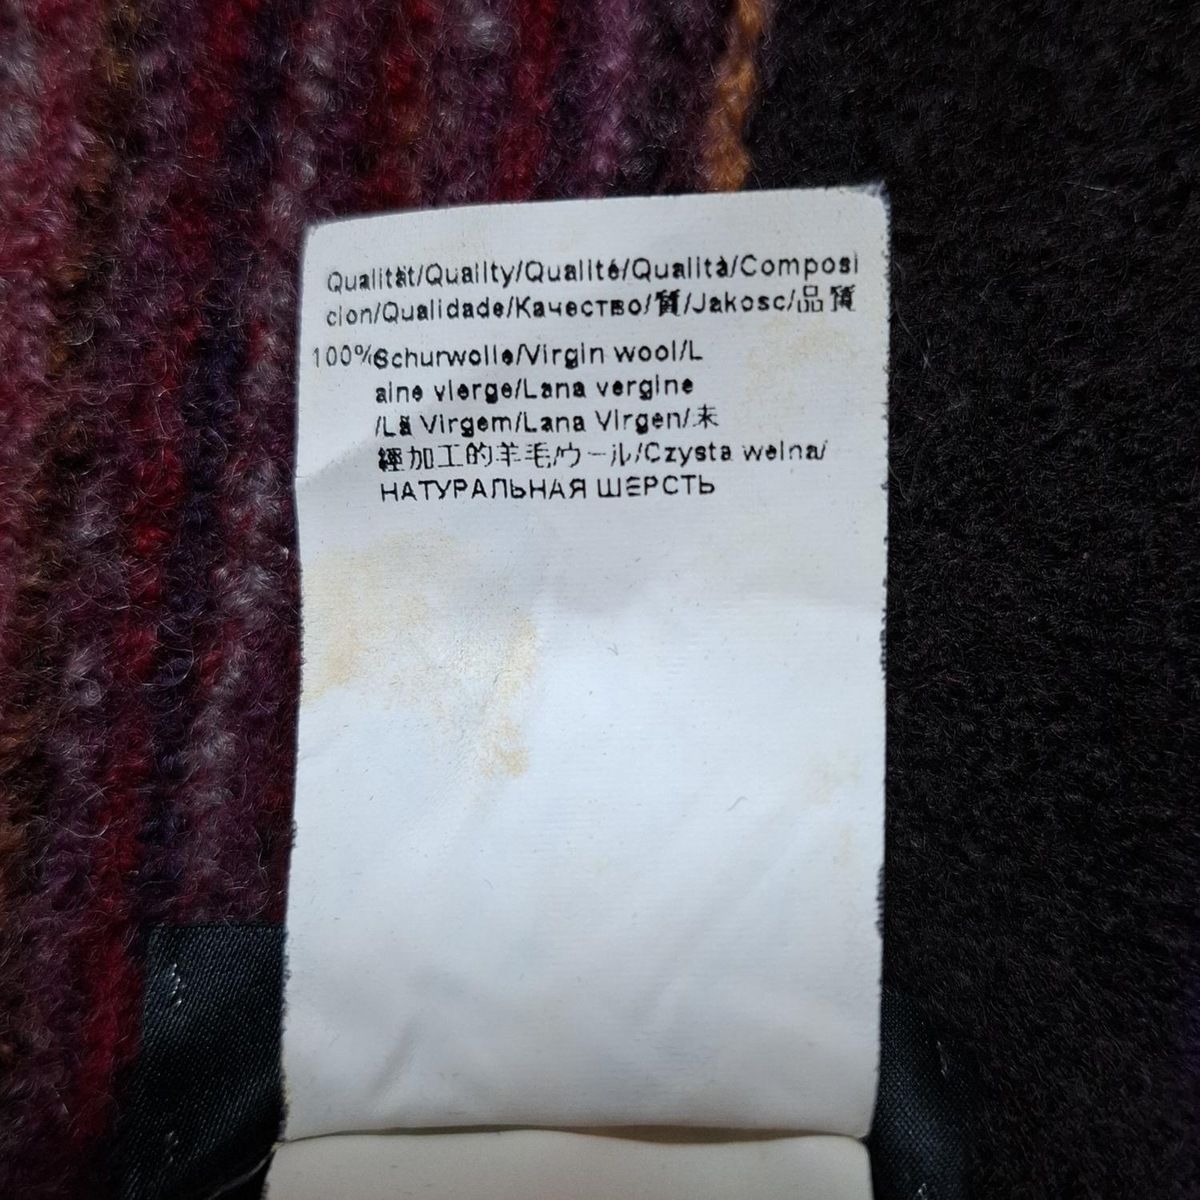 Qualität/Quality/Qualité/Qualità/Composi
cion/Qualidade/Качество/質/Jakosc/品質
100%Schurwolle/Virgin wool/L
aine vierge/Lana vergine
/Lã Virgem/Lana Virgen/未
經加工的羊毛/ウール/Czysta welna/
НАТУРАЛЬНАЯ ШЕРСТЬ